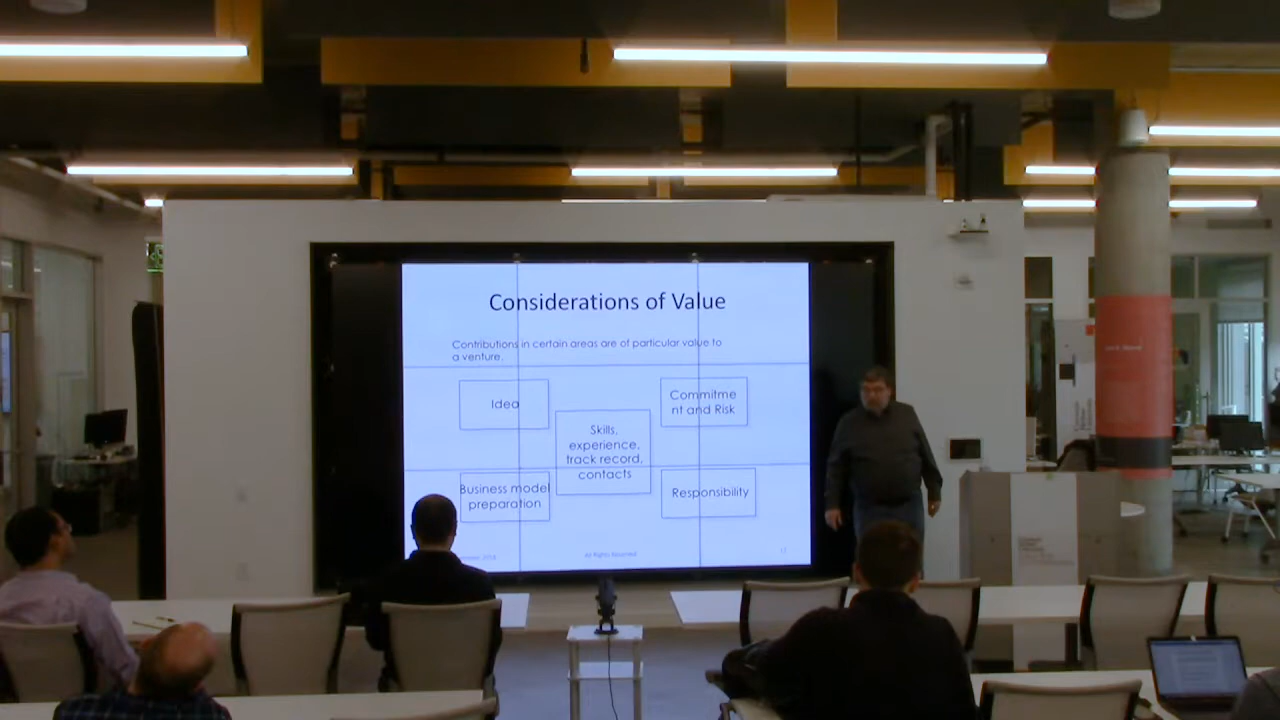 Considerations of Value
Contributions in certain areas are of particular value to
a venture.
Idea
Commitme
nt and Risk
Skills,
experience,
track record,
contacts
Business model
preparation
Responsibility
2018
All Rights Reserved